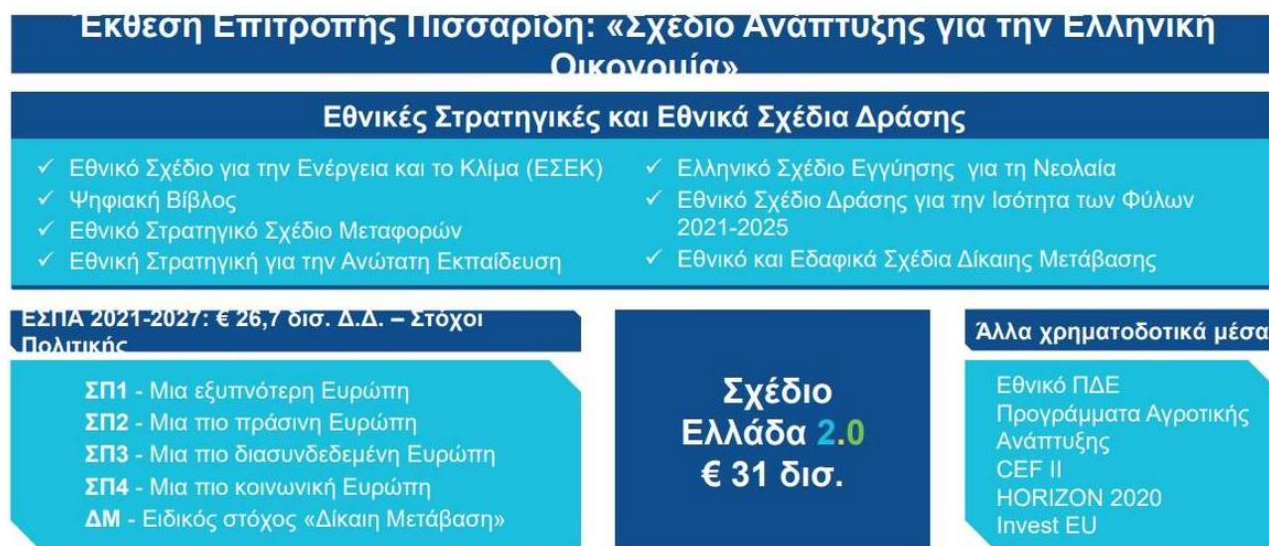 Έκθεση Επιτροπής Πισσαρίδη: «Σχέδιο Ανάπτυξης για την Ελληνική
Οικονομία»
Εθνικές Στρατηγικές και Εθνικά Σχέδια Δράσης
✓ Εθνικό Σχέδιο για την Ενέργεια και το Κλίμα (ΕΣΕΚ)
✓ Ψηφιακή Βίβλος
✓ Εθνικό Στρατηγικό Σχέδιο Μεταφορών
✓ Εθνική Στρατηγική για την Ανώτατη Εκπαίδευση
✓ Ελληνικό Σχέδιο Εγγύησης για τη Νεολαία
✓ Εθνικό Σχέδιο Δράσης για την Ισότητα των Φύλων
2021-2025
✓ Εθνικό και Εδαφικά Σχέδια Δίκαιης Μετάβασης
ΕΣΠΑ 2021-2027: € 26,7 δισ. Δ.Δ. – Στόχοι
Πολιτικής
ΣΠ1 - Μια εξυπνότερη Ευρώπη
ΣΠ2 - Μια πιο πράσινη Ευρώπη
ΣΠ3 - Μια πιο διασυνδεδεμένη Ευρώπη
ΣΠ4 - Μια πιο κοινωνική Ευρώπη
ΔΜ - Ειδικός στόχος «Δίκαιη Μετάβαση»
Σχέδιο
Ελλάδα 2.0
€ 31 δισ.
Άλλα χρηματοδοτικά μέσα
Εθνικό ΠΔΕ
Προγράμματα Αγροτικής
Ανάπτυξης
CEF II
HORIZON 2020
Invest EU